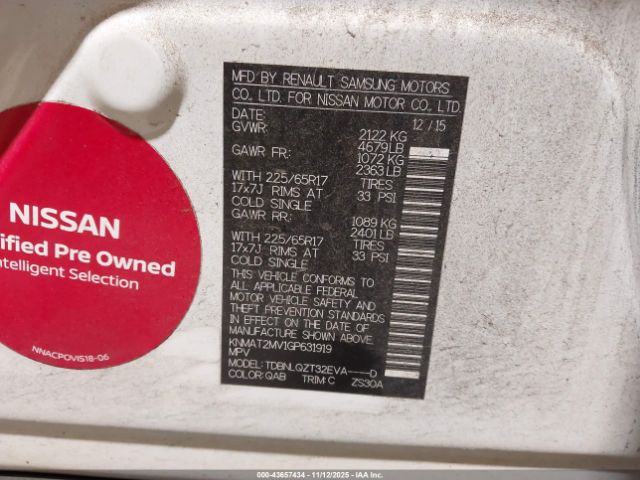 NISSAN
ified Pre Owned
ntelligent Selection
NNACPOVIS18-06
MFD BY RENAULT SAMSUNG MOTORS
CO., LTD. FOR NISSAN MOTOR CO., LTD.
DATE: 12 / 15
GVWR: 2122 KG
4679 LB
GAWR FR: 1072 KG
2363 LB
WITH 225/65R17 TIRES
17x7J RIMS AT 33 PSI
COLD SINGLE
GAWR RR: 1089 KG
2401 LB
WITH 225/65R17 TIRES
17x7J RIMS AT 33 PSI
COLD SINGLE
THIS VEHICLE CONFORMS TO
ALL APPLICABLE FEDERAL
MOTOR VEHICLE SAFETY AND
THEFT PREVENTION STANDARDS
IN EFFECT ON THE DATE OF
MANUFACTURE SHOWN ABOVE.
KNMAT2MV1GP631919
MPV
MODEL: TDBNLQZT32EVA----D
COLOR: QAB TRIM: C ZS30A
000-43657434 - 11/12/2025 - IAA, Inc.